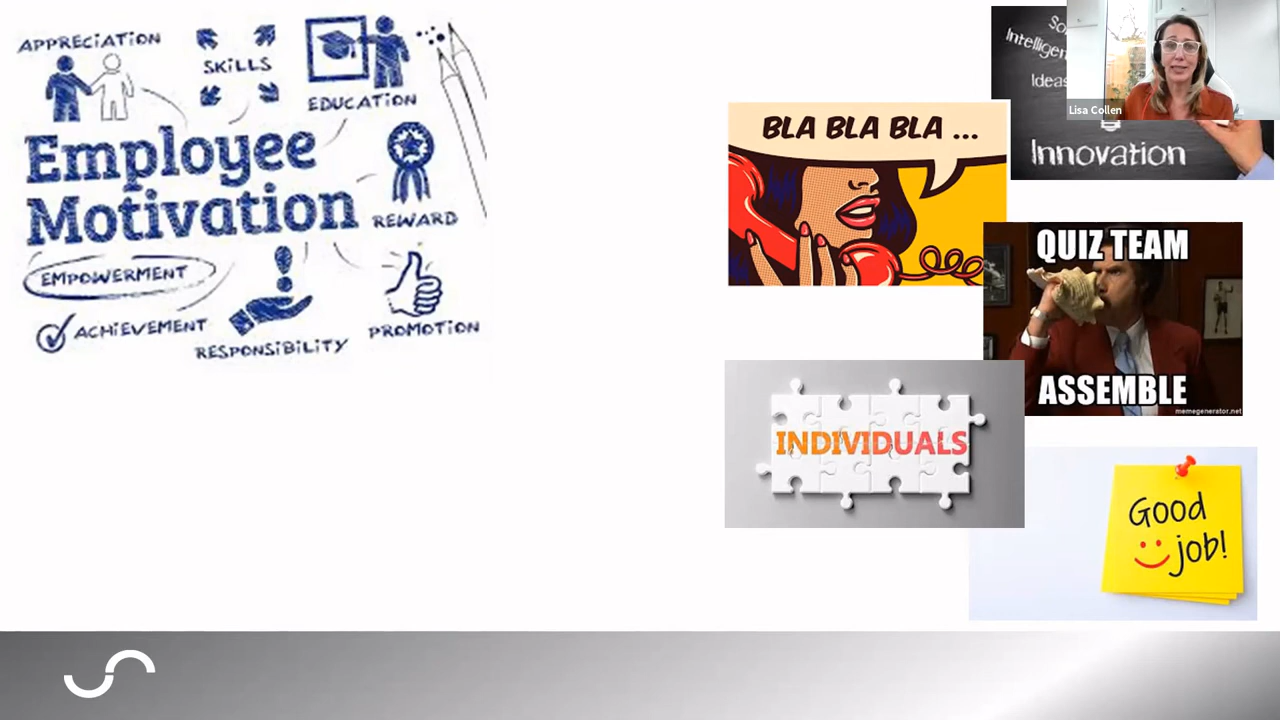 APPRECIATION
SKILLS
EDUCATION
Employee
Motivation
REWARD
EMPOWERMENT
ACHIEVEMENT
RESPONSIBILITY
PROMOTION
BLA BLA BLA ...
Ideas
Lisa Collen
Innovation
QUIZ TEAM
ASSEMBLE
memegenerator.net
INDIVIDUALS
Good
job!